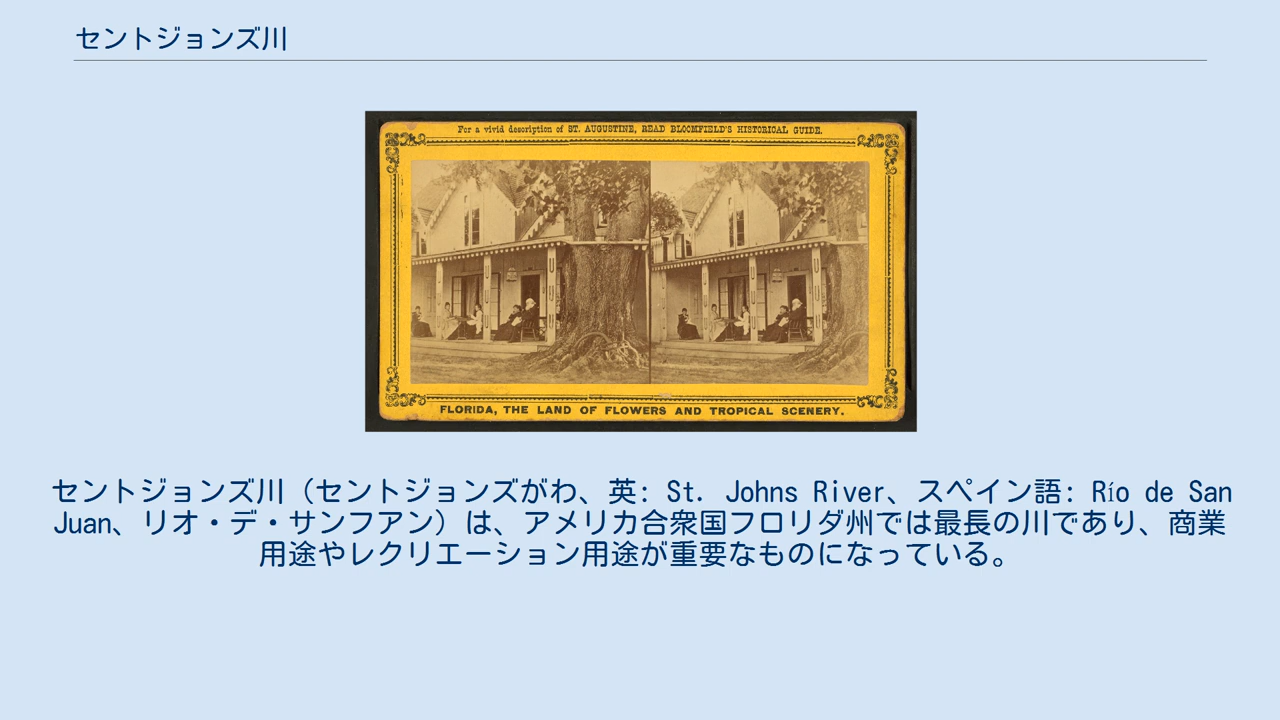 セントジョンズ川
For a vivid description of ST. AUGUSTINE, READ BLOOMFIELD'S HISTORICAL GUIDE.
FLORIDA, THE LAND OF FLOWERS AND TROPICAL SCENERY.
セントジョンズ川（セントジョンズがわ、英: St. Johns River、スペイン語: Río de San
Juan、リオ・デ・サンフアン）は、アメリカ合衆国フロリダ州では最長の川であり、商業
用途やレクリエーション用途が重要なものになっている。